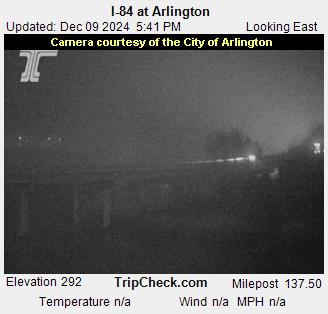 I-84 at Arlington
Updated: Dec 09 2024 5:41 PM Looking East
Camera courtesy of the City of Arlington
Elevation 292 TripCheck.com Milepost 137.50
Temperature n/a Wind n/a MPH n/a